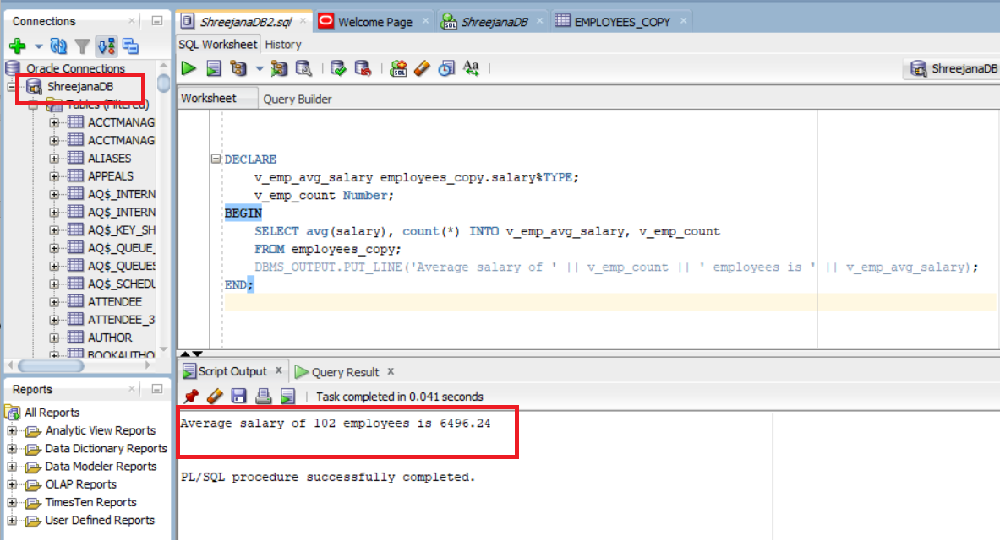 Connections
ShreejanaDB2.sql
Welcome Page
ShreejanaDB
EMPLOYEES_COPY
SQL Worksheet History
ShreejanaDB
Worksheet Query Builder
Oracle Connections
ShreejanaDB
Tables (Filtered)
ACCTMANAG
ACCTMANAG
ALIASES
APPEALS
AQ$_INTERN
AQ$_INTERN
AQ$_KEY_SH
AQ$_QUEUE_
AQ$_QUEUES
AQ$_SCHEDU
ATTENDEE
ATTENDEE_3
AUTHOR
BOOKAUTHO
DECLARE
v_emp_avg_salary employees_copy.salary%TYPE;
v_emp_count Number;
BEGIN
SELECT avg(salary), count(*) INTO v_emp_avg_salary, v_emp_count
FROM employees_copy;
DBMS_OUTPUT.PUT_LINE('Average salary of ' || v_emp_count || ' employees is ' || v_emp_avg_salary);
END;
Reports
All Reports
Analytic View Reports
Data Dictionary Reports
Data Modeler Reports
OLAP Reports
TimesTen Reports
User Defined Reports
Script Output x Query Result x
Task completed in 0.041 seconds
Average salary of 102 employees is 6496.24
PL/SQL procedure successfully completed.